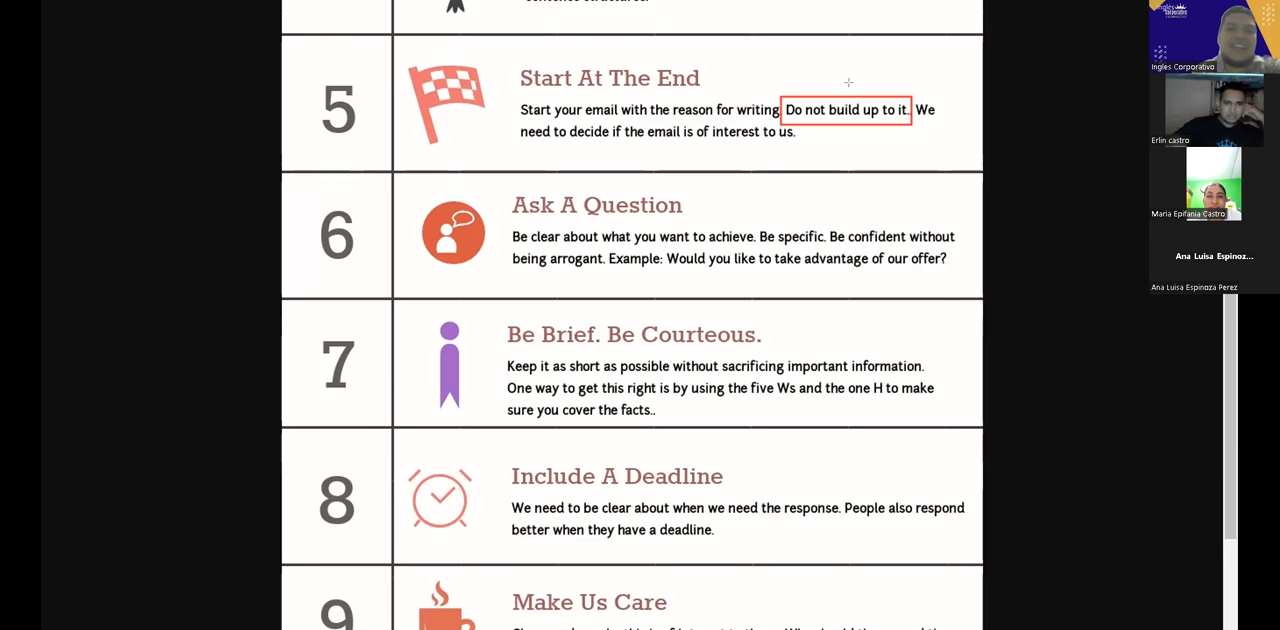 5
Start At The End
Start your email with the reason for writing. Do not build up to it.. We
need to decide if the email is of interest to us.
6
Ask A Question
Be clear about what you want to achieve. Be specific. Be confident without
being arrogant. Example: Would you like to take advantage of our offer?
7
Be Brief. Be Courteous.
Keep it as short as possible without sacrificing important information.
One way to get this right is by using the five Ws and the one H to make
sure you cover the facts..
8
Include A Deadline
We need to be clear about when we need the response. People also respond
better when they have a deadline.
9
Make Us Care
Inglés Corporativo
Erlin castro
Maria Epifania Castro
Ana Luisa Espinoz...
Ana Luisa Espinoza Perez